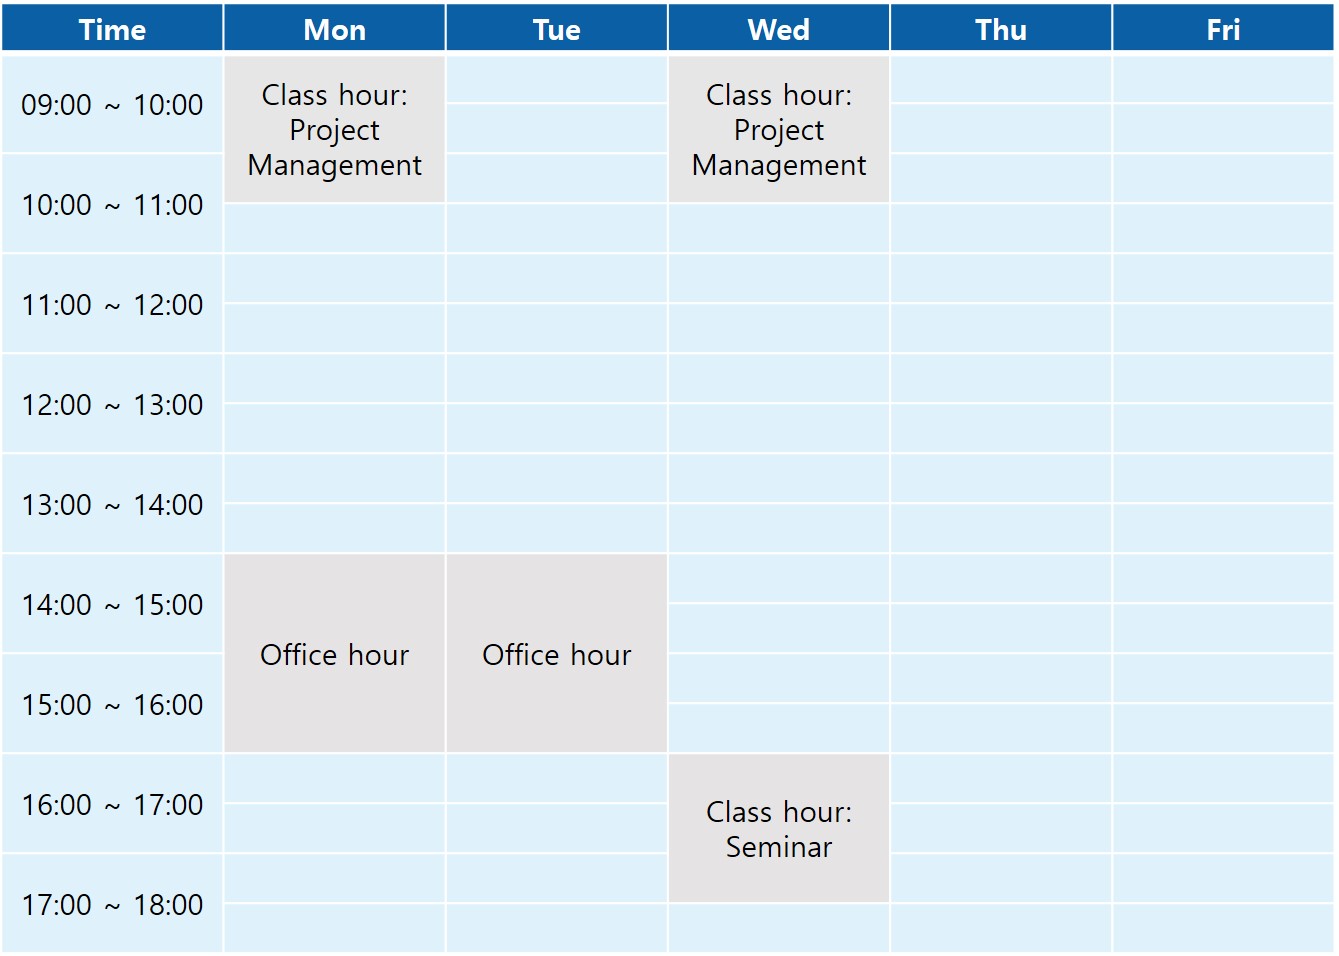 Time Mon Tue Wed Thu Fri
09:00 ~ 10:00
Class hour:
Project
Management
Class hour:
Project
Management
10:00 ~ 11:00
11:00 ~ 12:00
12:00 ~ 13:00
13:00 ~ 14:00
14:00 ~ 15:00
Office hour
Office hour
15:00 ~ 16:00
16:00 ~ 17:00
Class hour:
Seminar
17:00 ~ 18:00